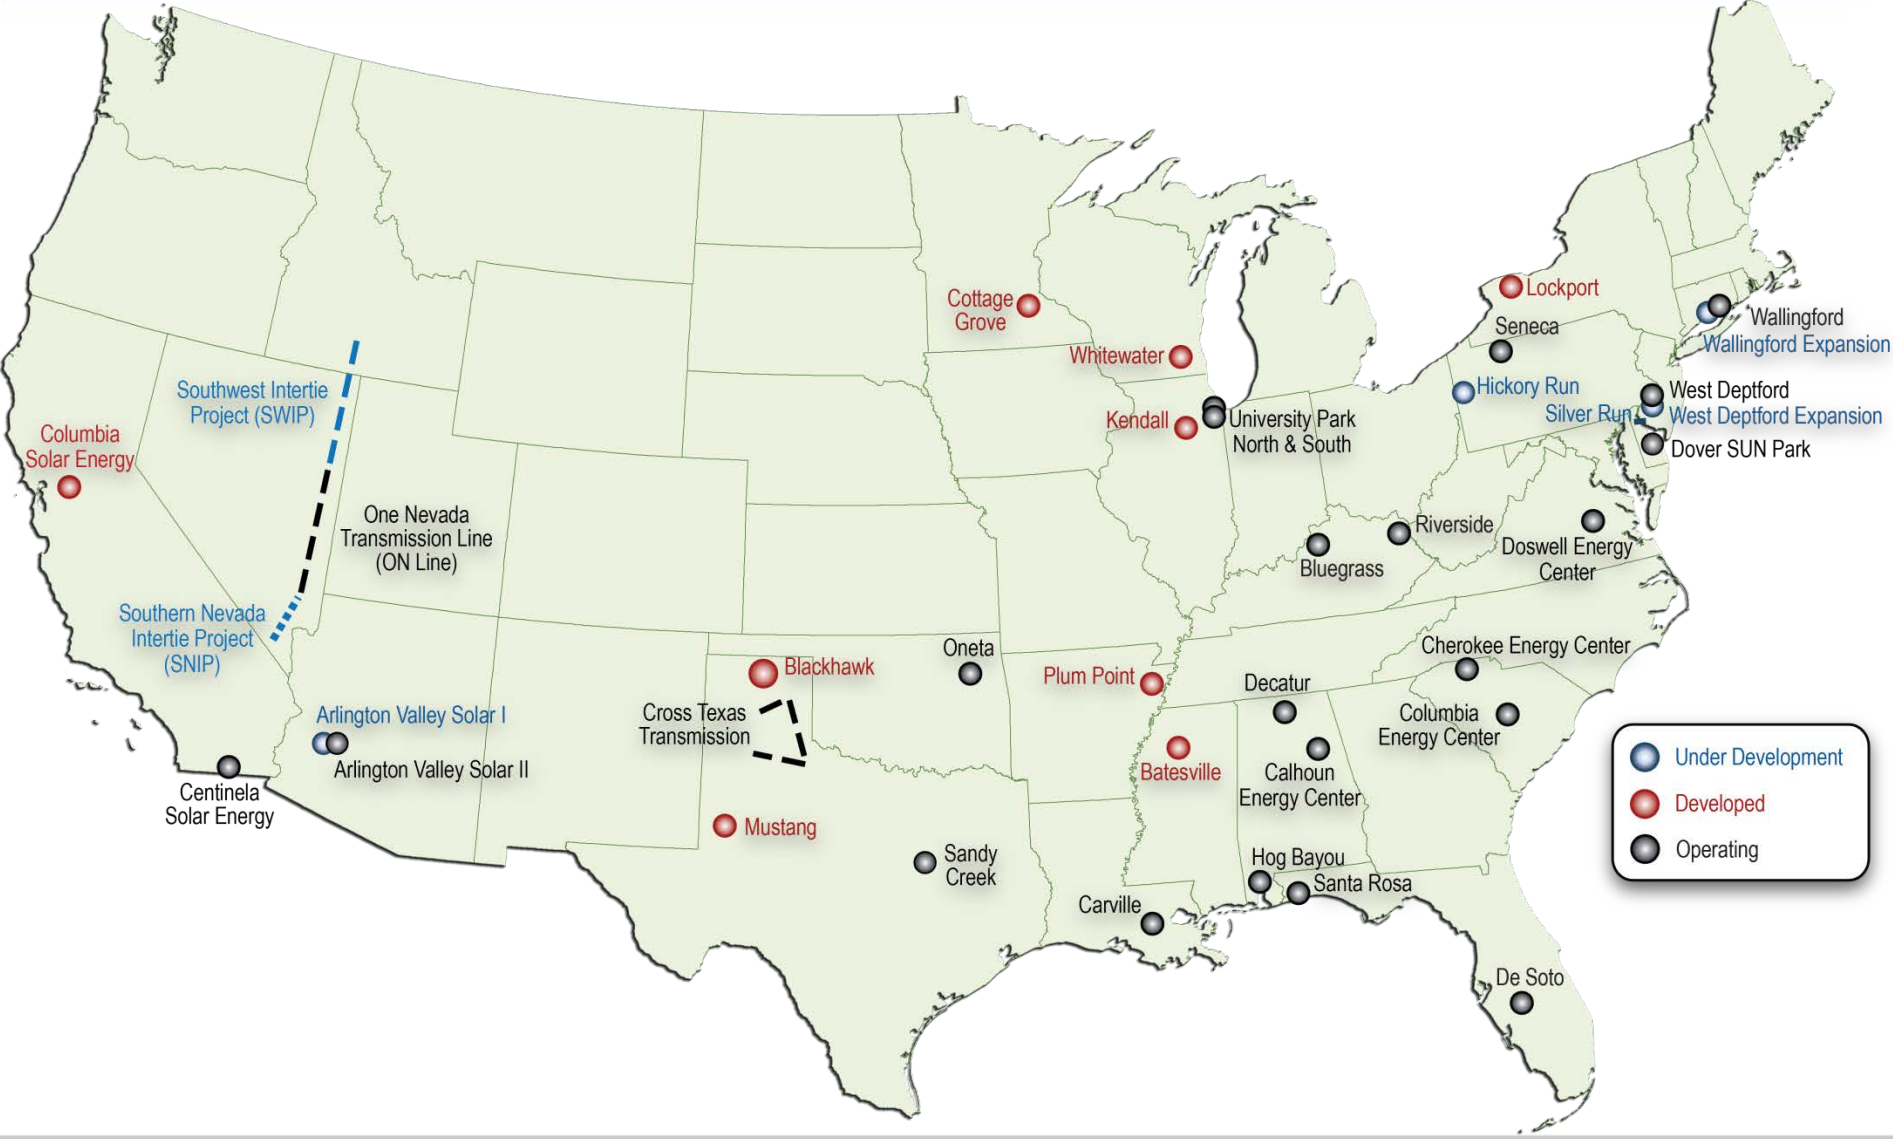 Lockport
Cottage
Grove
Seneca
Wallingford
Wallingford Expansion
Whitewater
Southwest Intertie
Project (SWIP)
Hickory Run
West Deptford
Silver Run
West Deptford Expansion
Kendall
University Park
North & South
Dover SUN Park
Columbia
Solar Energy
One Nevada
Transmission Line
(ON Line)
Riverside
Bluegrass
Doswell Energy
Center
Southern Nevada
Intertie Project
(SNIP)
Oneta
Cherokee Energy Center
Blackhawk
Plum Point
Decatur
Arlington Valley Solar I
Cross Texas
Transmission
Columbia
Energy Center
Arlington Valley Solar II
Batesville
Calhoun
Energy Center
Centinela
Solar Energy
Mustang
Sandy
Creek
Hog Bayou
Santa Rosa
Carville
De Soto
Under Development
Developed
Operating